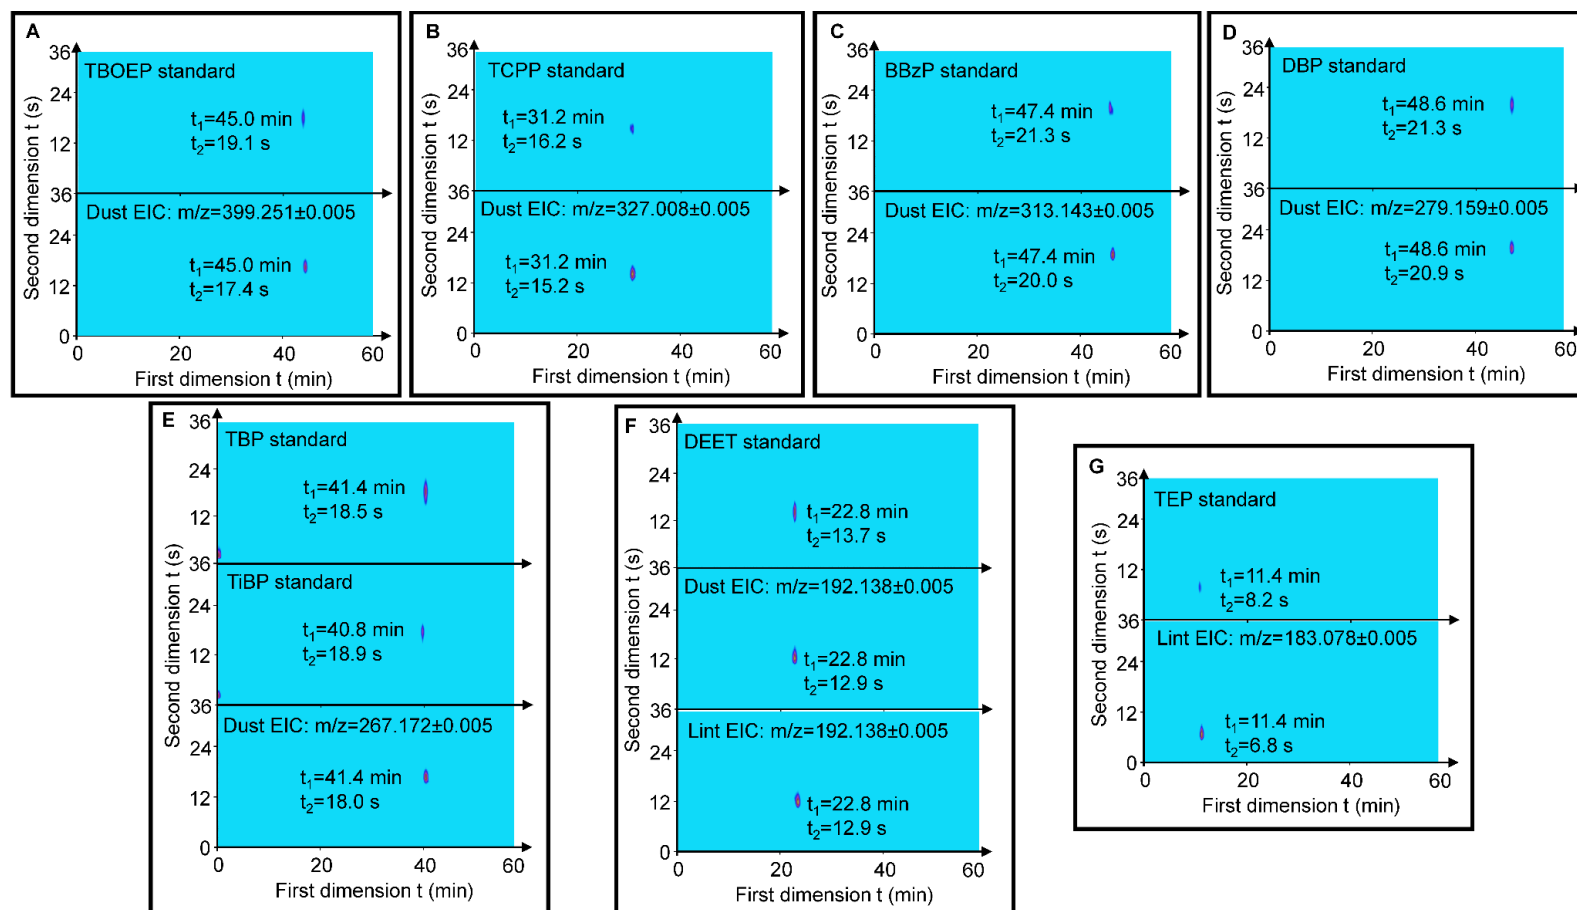 A
36
TBOEP standard
24
t₁=45.0 min
t₂=19.1 s
12
36
Dust EIC: m/z=399.251±0.005
24
t₁=45.0 min
t₂=17.4 s
12
0
0 20 40 60
First dimension t (min)
Second dimension t (s)
B
36
TCPP standard
24
t₁=31.2 min
t₂=16.2 s
12
36
Dust EIC: m/z=327.008±0.005
24
t₁=31.2 min
t₂=15.2 s
12
0
0 20 40 60
First dimension t (min)
Second dimension t (s)
C
36
BBzP standard
24
t₁=47.4 min
t₂=21.3 s
12
36
Dust EIC: m/z=313.143±0.005
24
t₁=47.4 min
t₂=20.0 s
12
0
0 20 40 60
First dimension t (min)
Second dimension t (s)
D
36
DBP standard
24
t₁=48.6 min
t₂=21.3 s
12
36
Dust EIC: m/z=279.159±0.005
24
t₁=48.6 min
t₂=20.9 s
12
0
0 20 40 60
First dimension t (min)
Second dimension t (s)
E
36
TBP standard
24
t₁=41.4 min
t₂=18.5 s
12
36
TiBP standard
24
t₁=40.8 min
t₂=18.9 s
12
36
Dust EIC: m/z=267.172±0.005
24
t₁=41.4 min
t₂=18.0 s
12
0
0 20 40 60
First dimension t (min)
Second dimension t (s)
F
36
DEET standard
24
t₁=22.8 min
t₂=13.7 s
12
36
Dust EIC: m/z=192.138±0.005
24
t₁=22.8 min
t₂=12.9 s
12
36
Lint EIC: m/z=192.138±0.005
24
t₁=22.8 min
t₂=12.9 s
12
0
0 20 40 60
First dimension t (min)
Second dimension t (s)
G
36
TEP standard
24
t₁=11.4 min
t₂=8.2 s
12
36
Lint EIC: m/z=183.078±0.005
24
t₁=11.4 min
t₂=6.8 s
12
0
0 20 40 60
First dimension t (min)
Second dimension t (s)